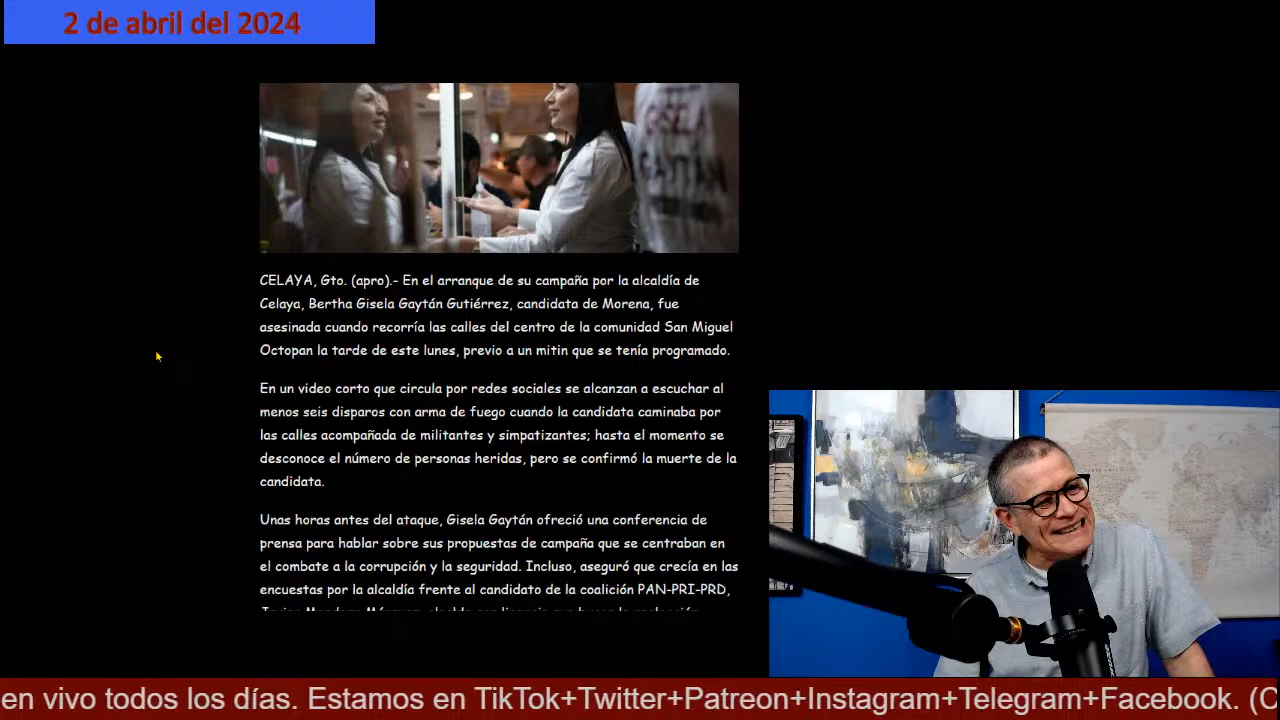 2 de abril del 2024
GISELA
GAYTÁN
CELAYA, Gto. (apro).- En el arranque de su campaña por la alcaldía de
Celaya, Bertha Gisela Gaytán Gutiérrez, candidata de Morena, fue
asesinada cuando recorría las calles del centro de la comunidad San Miguel
Octopan la tarde de este lunes, previo a un mitin que se tenía programado.
En un video corto que circula por redes sociales se alcanzan a escuchar al
menos seis disparos con arma de fuego cuando la candidata caminaba por
las calles acompañada de militantes y simpatizantes; hasta el momento se
desconoce el número de personas heridas, pero se confirmó la muerte de la
candidata.
Unas horas antes del ataque, Gisela Gaytán ofreció una conferencia de
prensa para hablar sobre sus propuestas de campaña que se centraban en
el combate a la corrupción y la seguridad. Incluso, aseguró que crecía en las
encuestas por la alcaldía frente al candidato de la coalición PAN-PRI-PRD,
en vivo todos los días. Estamos en TikTok+Twitter+Patreon+Instagram+Telegram+Facebook. (C